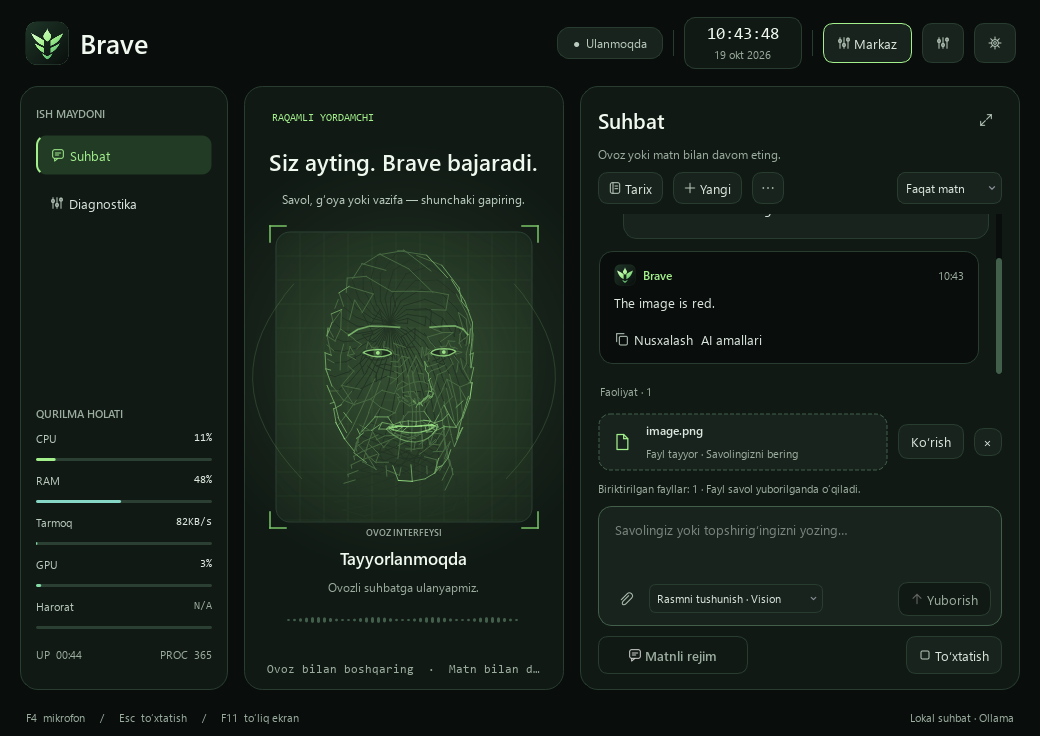 Brave
● Ulanmoqda
10:43:48
19 okt 2026
Markaz
ISH MAYDONI
Suhbat
Diagnostika
QURILMA HOLATI
CPU 11%
RAM 48%
Tarmoq 82KB/s
GPU 3%
Harorat N/A
UP 00:44 PROC 365
RAQAMLI YORDAMCHI
Siz ayting. Brave bajaradi.
Savol, g‘oya yoki vazifa — shunchaki gapiring.
OVOZ INTERFEYSI
Tayyorlanmoqda
Ovozli suhbatga ulanyapmiz.
Ovoz bilan boshqaring · Matn bilan d…
Suhbat
Ovoz yoki matn bilan davom eting.
Tarix + Yangi ··· Faqat matn
Brave 10:43
The image is red.
Nusxalash AI amallari
Faoliyat · 1
image.png
Fayl tayyor · Savolingizni bering
Ko‘rish ×
Biriktirilgan fayllar: 1 · Fayl savol yuborilganda o‘qiladi.
Savolingiz yoki topshirig‘ingizni yozing…
Rasmni tushunish · Vision
↑ Yuborish
Matnli rejim
To‘xtatish
F4 mikrofon / Esc to‘xtatish / F11 to‘liq ekran
Lokal suhbat · Ollama